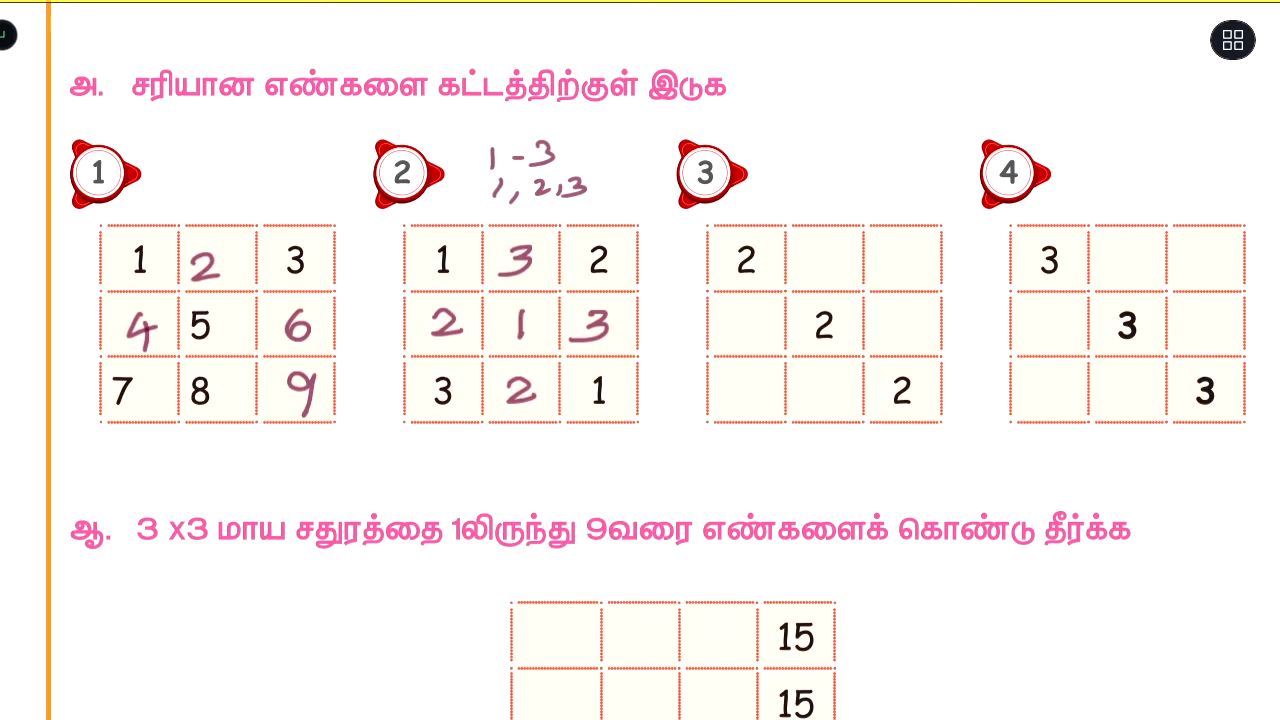 அ. சரியான எண்களை கட்டத்திற்குள் இடுக
1 2 3 4
1 - 3
1, 2, 3
1 2 3 1 3 2 2 3
4 5 6 2 1 3 2 3
7 8 9 3 2 1 2 3
ஆ. 3 x3 மாய சதுரத்தை 1லிருந்து 9வரை எண்களைக் கொண்டு தீர்க்க
15
15